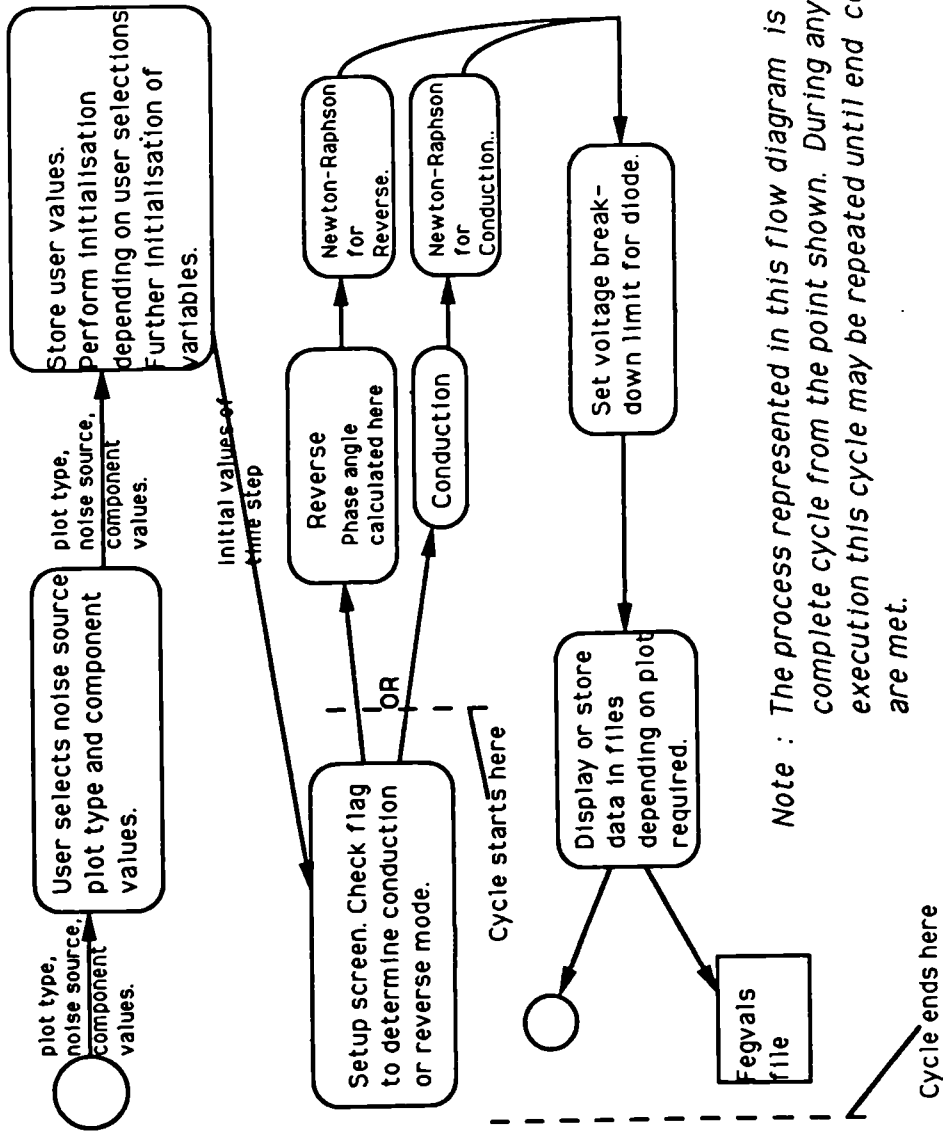 plot type,
noise source,
component
values.
User selects noise source
plot type and component
values.
plot type,
noise source,
component
values.
Store user values.
Perform initialisation
depending on user selections
Further initialisation of
variables.
Initial values of
time step
Setup screen. Check flag
to determine conduction
or reverse mode.
OR
Cycle starts here
Reverse
Phase angle
calculated here
Conduction
Newton-Raphson
for
Reverse.
Newton-Raphson
for
Conduction..
Set voltage break-
down limit for diode.
Display or store
data in files
depending on plot
required.
Fegvals
file
Cycle ends here
Note : The process represented in this flow diagram is
complete cycle from the point shown. During any
execution this cycle may be repeated until end
are met.